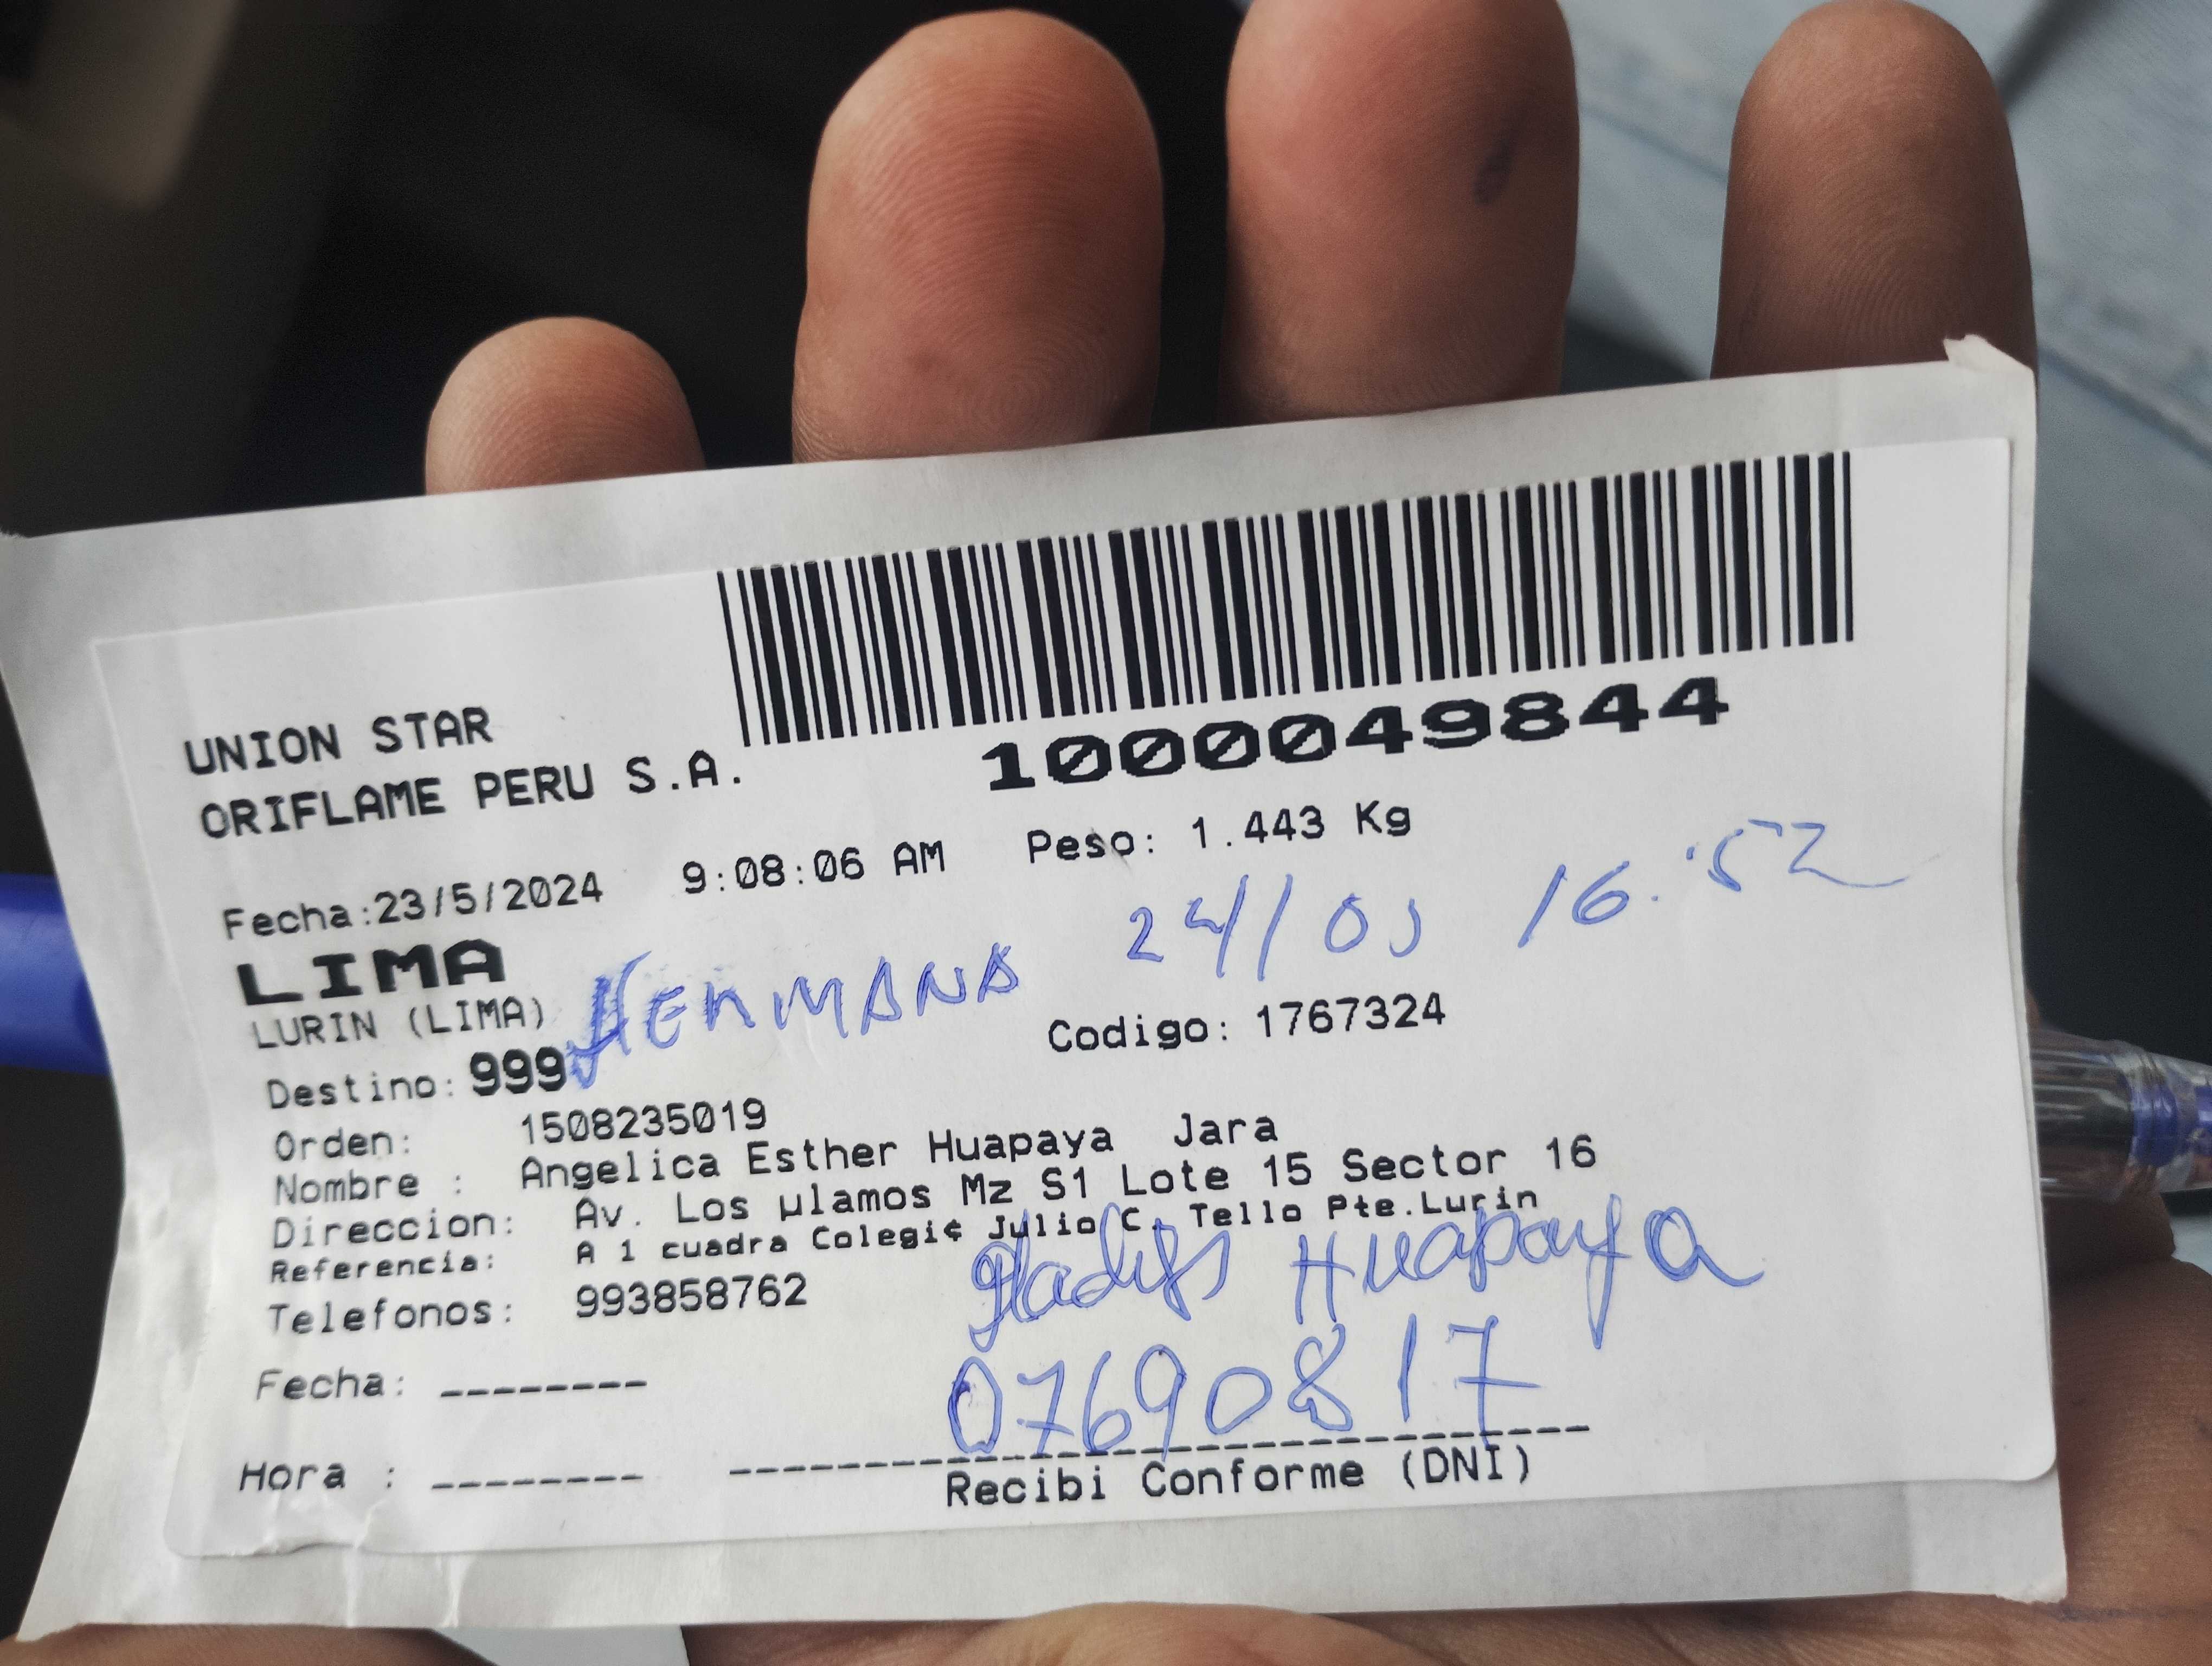 UNION STAR
ORIFLAME PERU S.A.
1000049844
Fecha:23/5/2024 9:08:06 AM Peso: 1.443 Kg
24/05 16:52
LIMA
LURIN (LIMA) HERMANA
Destino: 999 Codigo: 1767324
Orden: 1508235019
Nombre : Angelica Esther Huapaya Jara
Direccion: Av. Los µlamos Mz S1 Lote 15 Sector 16
Referencia: A 1 cuadra Colegi¢ Julio C. Tello Pte.Lurin
Telefonos: 993858762
Gladys Huapaya
Fecha: --------
07690817
Hora : --------
Recibi Conforme (DNI)